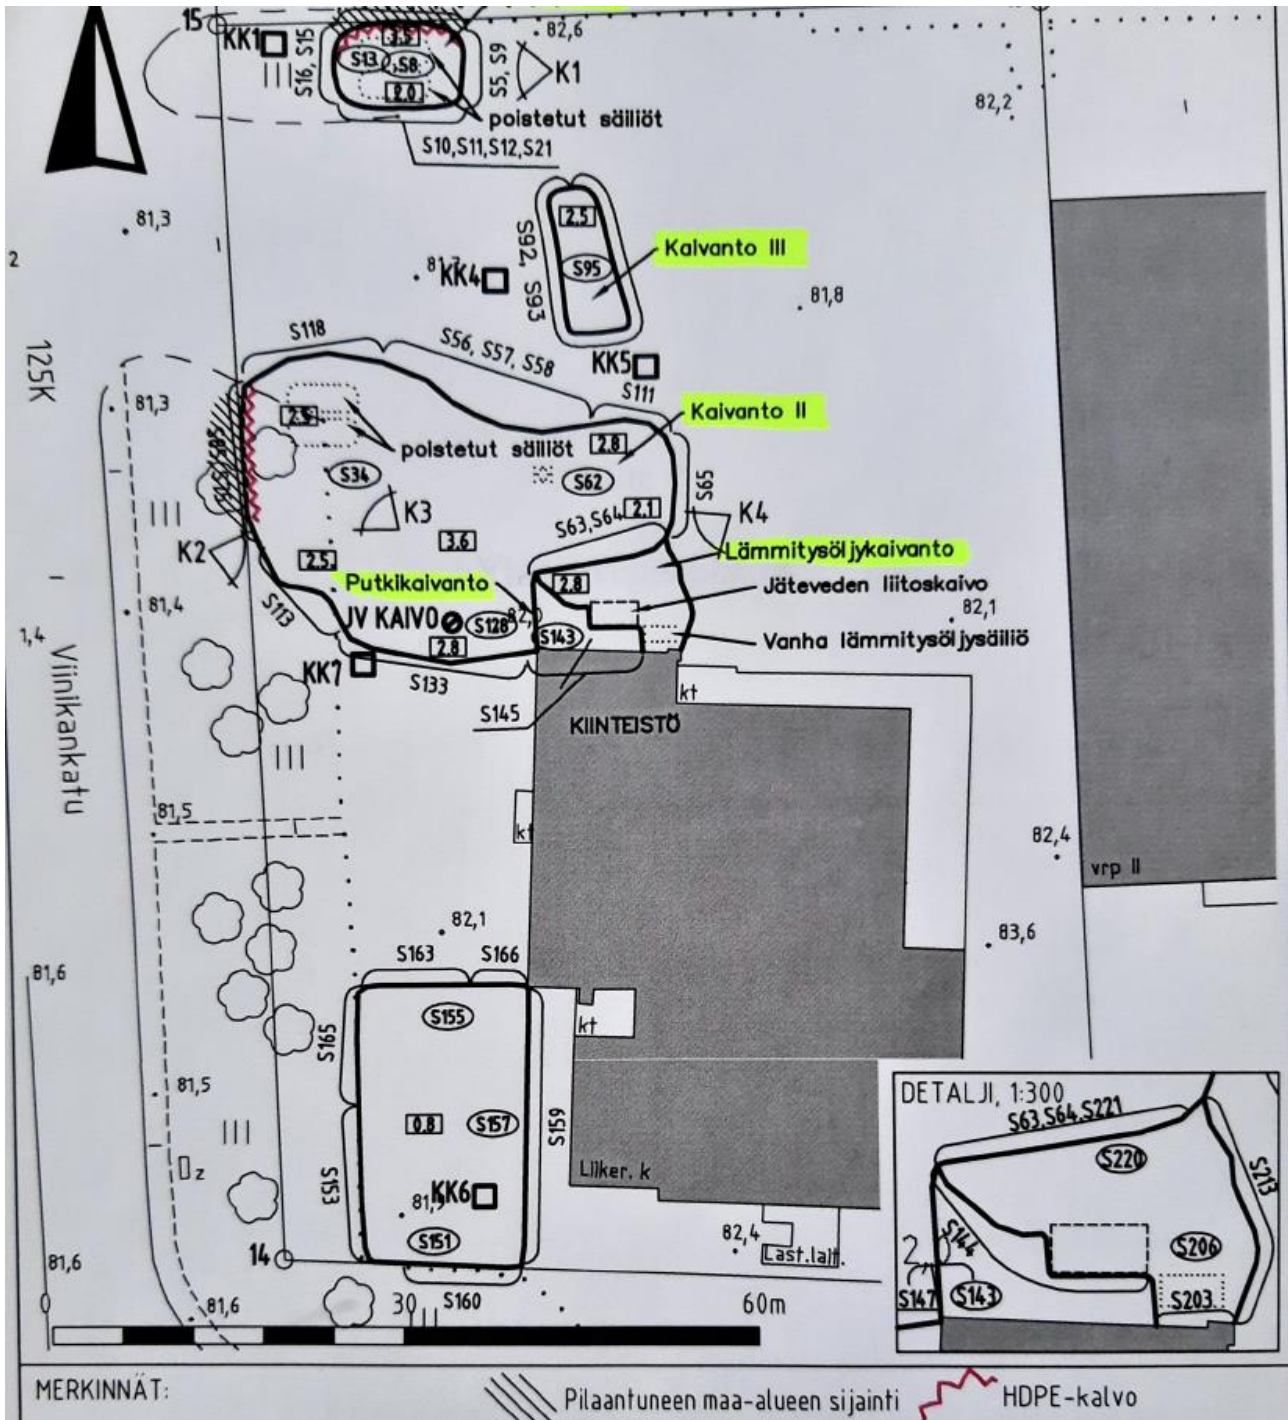 15
KK1
S16, S15
3.5
S13
S8
2.0
S5, S9
82,6
K1
poistetut säiliöt
S10,S11,S12,S21
82,2
81,3
2
2.5
S92, S93
S95
Kaivanto III
KK4
81,8
125K
S118
S56, S57, S58
KK5
S111
81,3
2.5
poistetut säiliöt
Kaivanto II
2.8
S34
S62
S65
K3
2.1
K4
S63,S64
K2
3.6
2.5
Lämmitysöljykaivanto
Putkikaivanto
2.8
Jäteveden liitoskaivo
81,4
1,4
S113
JV KAIVO
S128
S143
82,1
Vanha lämmitysöljysäiliö
2.8
KK7
S133
kt
Viinikankatu
S145
KIINTEISTÖ
81,5
kt
82,4
vrp II
82,1
83,6
S163
S166
81,6
S155
kt
S165
81,5
0.8
S157
S159
DETALJI, 1:300
S63,S64,S221
S220
S213
Liiker. k
S153
z
KK6
S151
82,4
Last.lait.
14
S144
S206
S147
S143
S203
81,6
0
81,6
30
S160
60m
MERKINNÄT:
Pilaantuneen maa-alueen sijainti
HDPE-kalvo